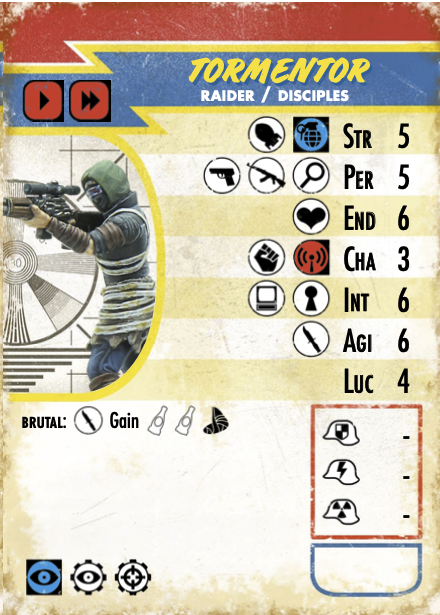 TORMENTOR
RAIDER / DISCIPLES
STR 5
PER 5
END 6
CHA 3
INT 6
AGI 6
LUC 4
BRUTAL: Gain
-
-
-